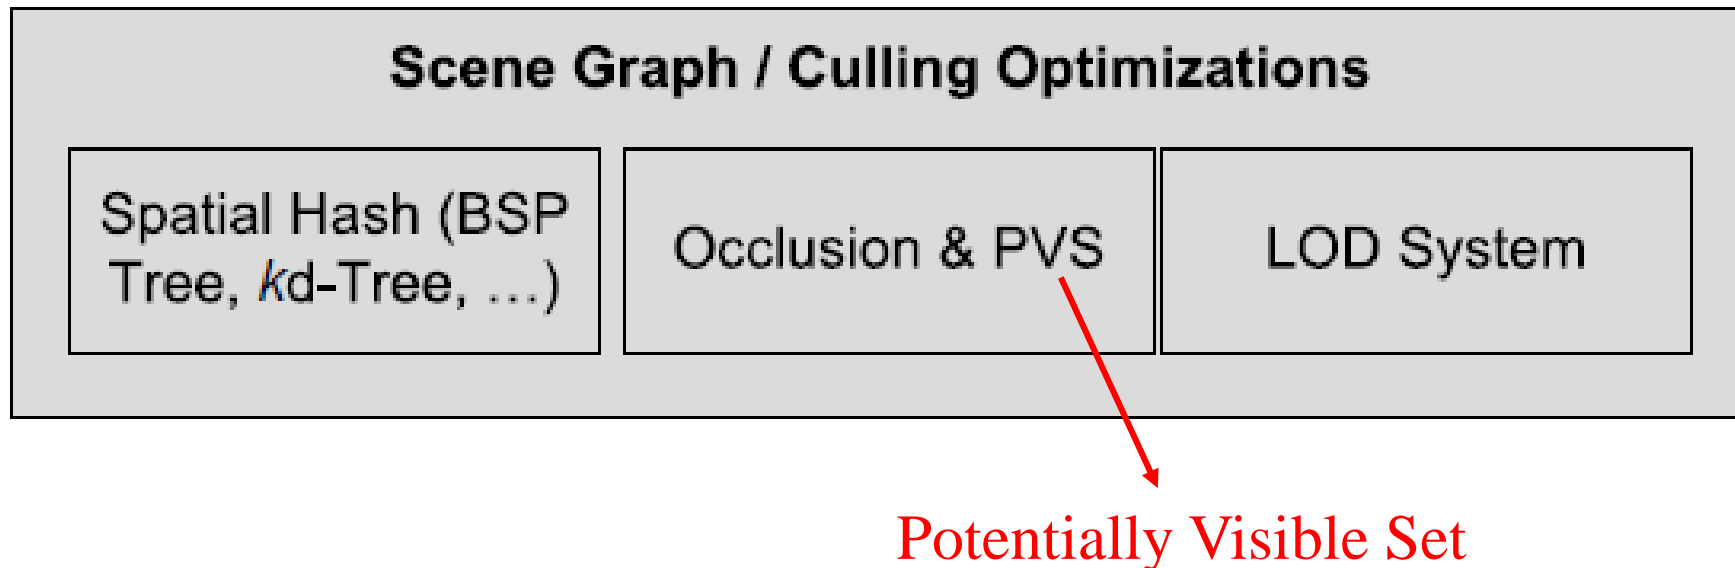 Scene Graph / Culling Optimizations
Spatial Hash (BSP
Tree, kd-Tree, …)
Occlusion & PVS
LOD System
Potentially Visible Set